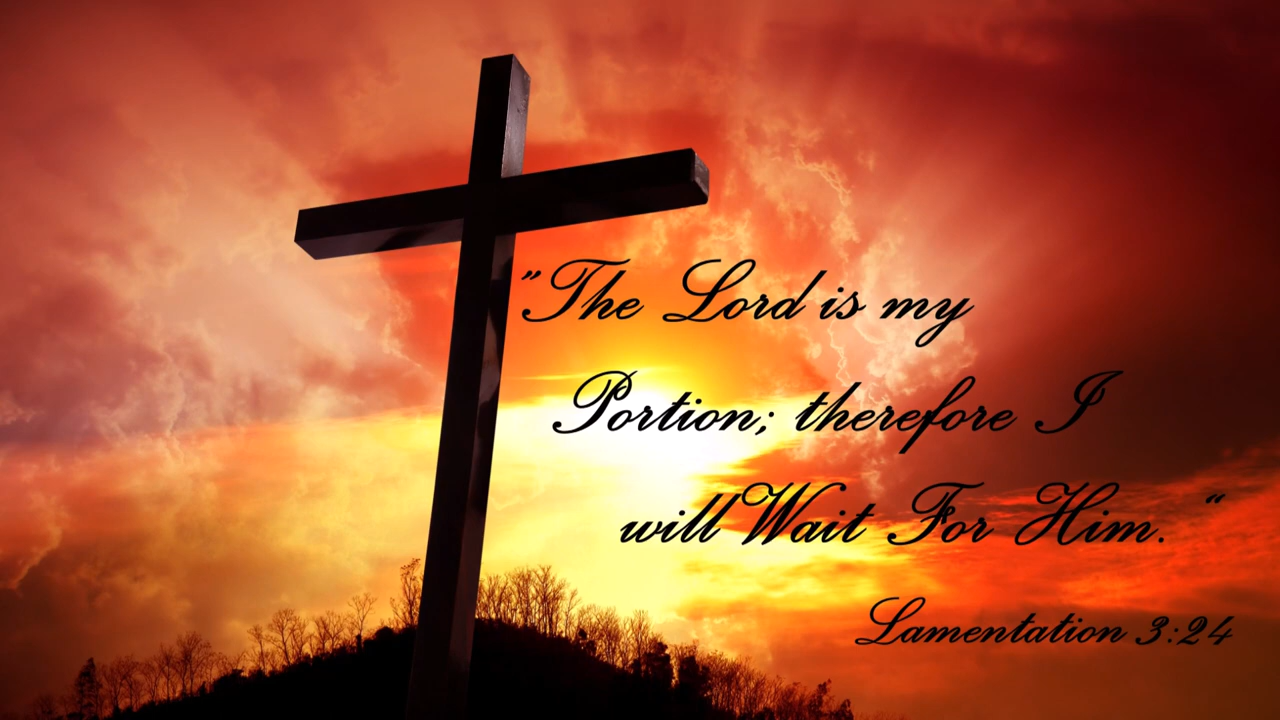 "The Lord is my
Portion; therefore I
will Wait For Him. "
Lamentation 3:24